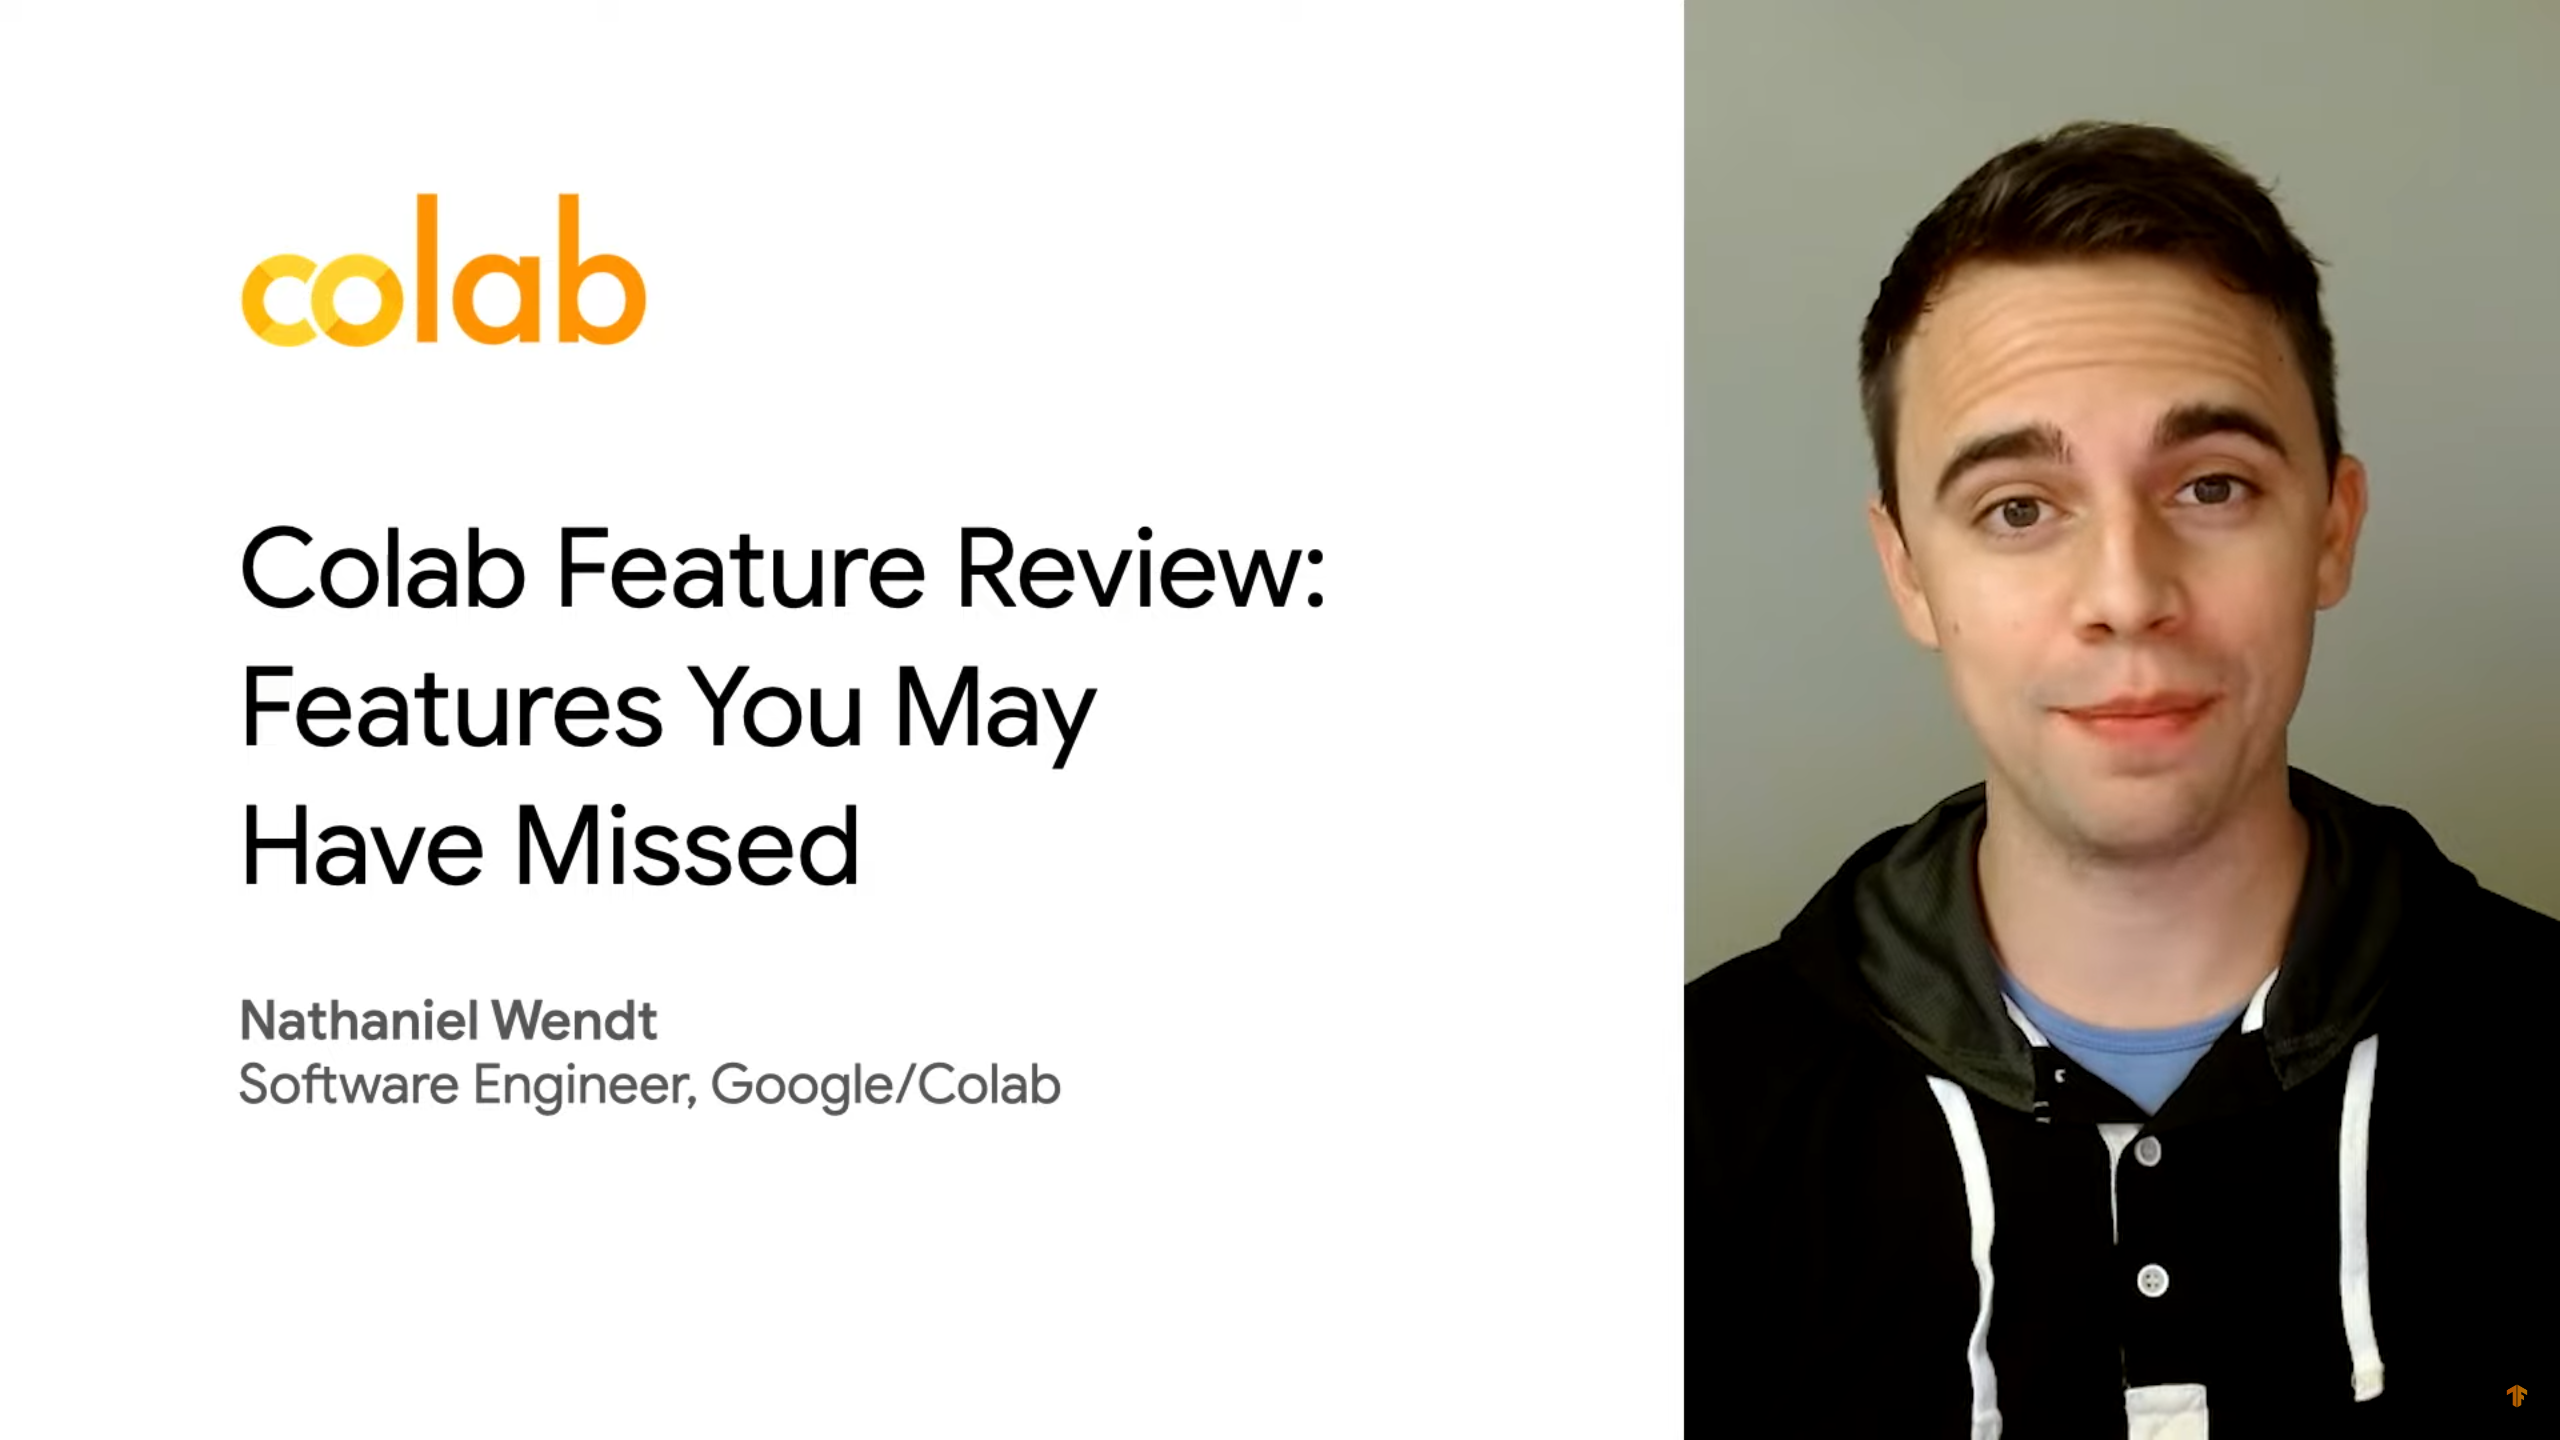 colab
Colab Feature Review:
Features You May
Have Missed
Nathaniel Wendt
Software Engineer, Google/Colab